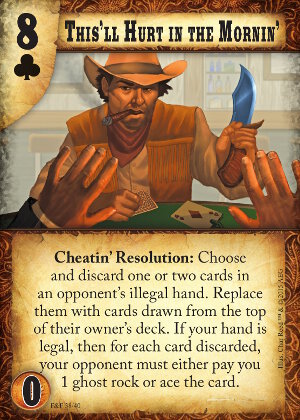 8
THIS'LL HURT IN THE MORNIN'
Cheatin' Resolution: Choose
and discard one or two cards in
an opponent's illegal hand. Replace
them with cards drawn from the top
of their owner's deck. If your hand is
legal, then for each card discarded,
your opponent must either pay you
1 ghost rock or ace the card.
0
F&F 38/40